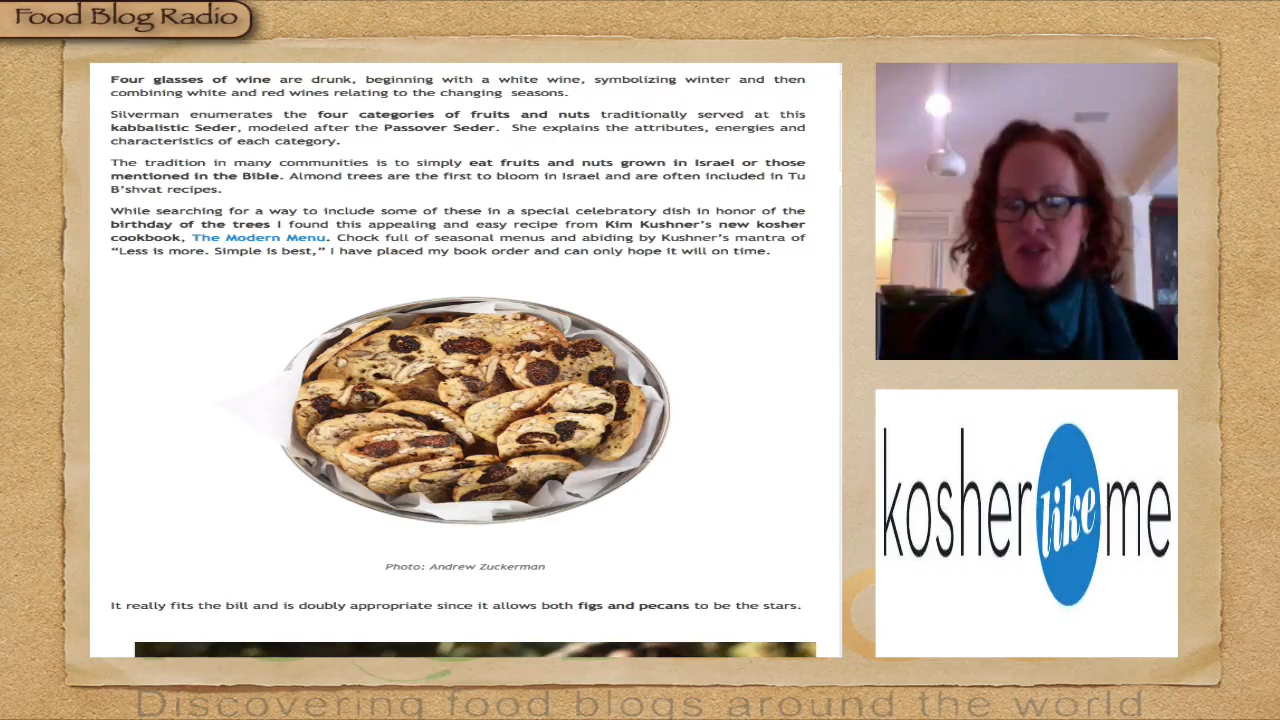 Food Blog Radio
Four glasses of wine are drunk, beginning with a white wine, symbolizing winter and then
combining white and red wines relating to the changing seasons.
Silverman enumerates the four categories of fruits and nuts traditionally served at this
kabbalistic Seder, modeled after the Passover Seder. She explains the attributes, energies and
characteristics of each category.
The tradition in many communities is to simply eat fruits and nuts grown in Israel or those
mentioned in the Bible. Almond trees are the first to bloom in Israel and are often included in Tu
B’shvat recipes.
While searching for a way to include some of these in a special celebratory dish in honor of the
birthday of the trees I found this appealing and easy recipe from Kim Kushner’s new kosher
cookbook, The Modern Menu. Chock full of seasonal menus and abiding by Kushner’s mantra of
“Less is more. Simple is best,” I have placed my book order and can only hope it will on time.
Photo: Andrew Zuckerman
It really fits the bill and is doubly appropriate since it allows both figs and pecans to be the stars.
kosher like me
Discovering food blogs around the world